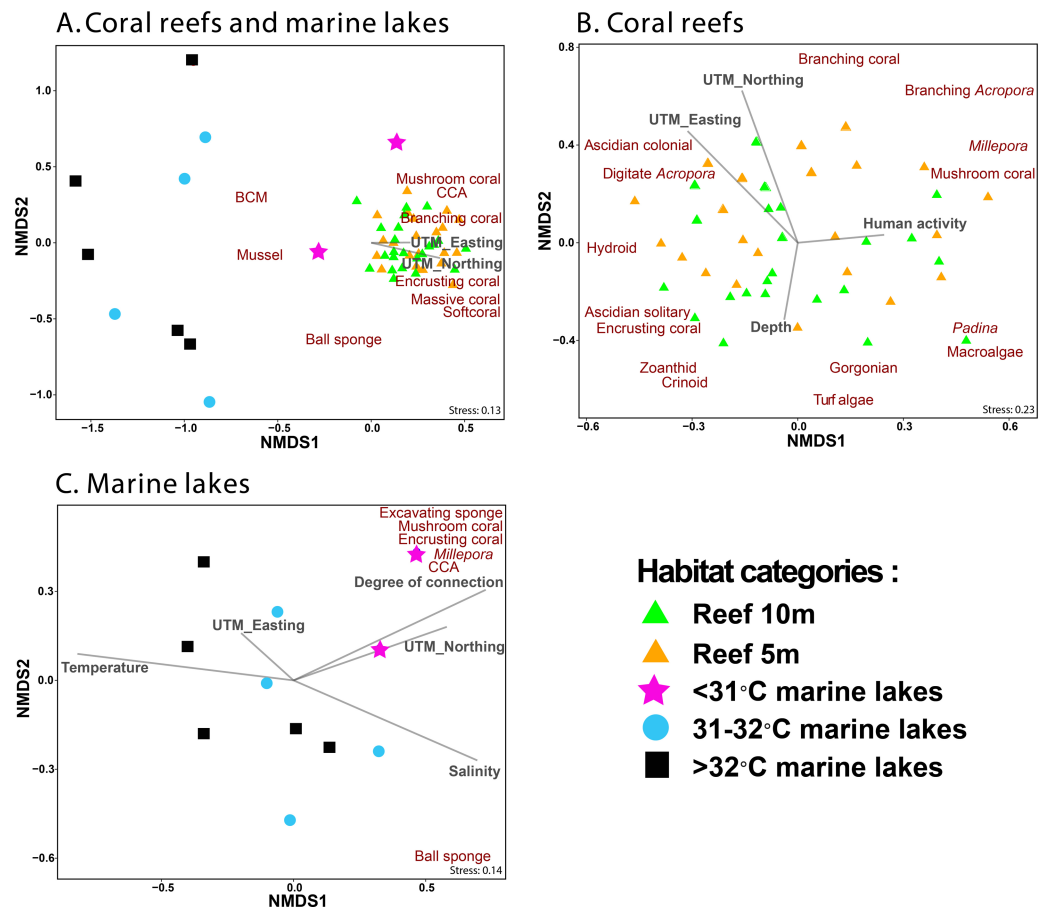 A. Coral reefs and marine lakes
1.0
0.5
0.0
−0.5
−1.0
NMDS2
BCM
Mussel
Ball sponge
Mushroom coral
CCA
Branching coral
UTM_Easting
UTM_Northing
Encrusting coral
Massive coral
Softcoral
Stress: 0.13
−1.5
−1.0
−0.5
0.0
0.5
NMDS1
B. Coral reefs
0.8
0.4
0.0
−0.4
NMDS2
Branching coral
UTM_Northing
Branching Acropora
UTM_Easting
Ascidian colonial
Millepora
Digitate Acropora
Mushroom coral
Human activity
Hydroid
Ascidian solitary
Encrusting coral
Depth
Padina
Macroalgae
Zoanthid
Crinoid
Gorgonian
Turf algae
Stress: 0.23
−0.6
−0.3
0.0
0.3
0.6
NMDS1
C. Marine lakes
0.3
0.0
−0.3
−0.6
NMDS2
Excavating sponge
Mushroom coral
Encrusting coral
Millepora
CCA
Degree of connection
UTM_Easting
UTM_Northing
Temperature
Salinity
Ball sponge
Stress: 0.14
−0.5
0.0
0.5
NMDS1
Habitat categories :
Reef 10m
Reef 5m
<31°C marine lakes
31-32°C marine lakes
>32°C marine lakes